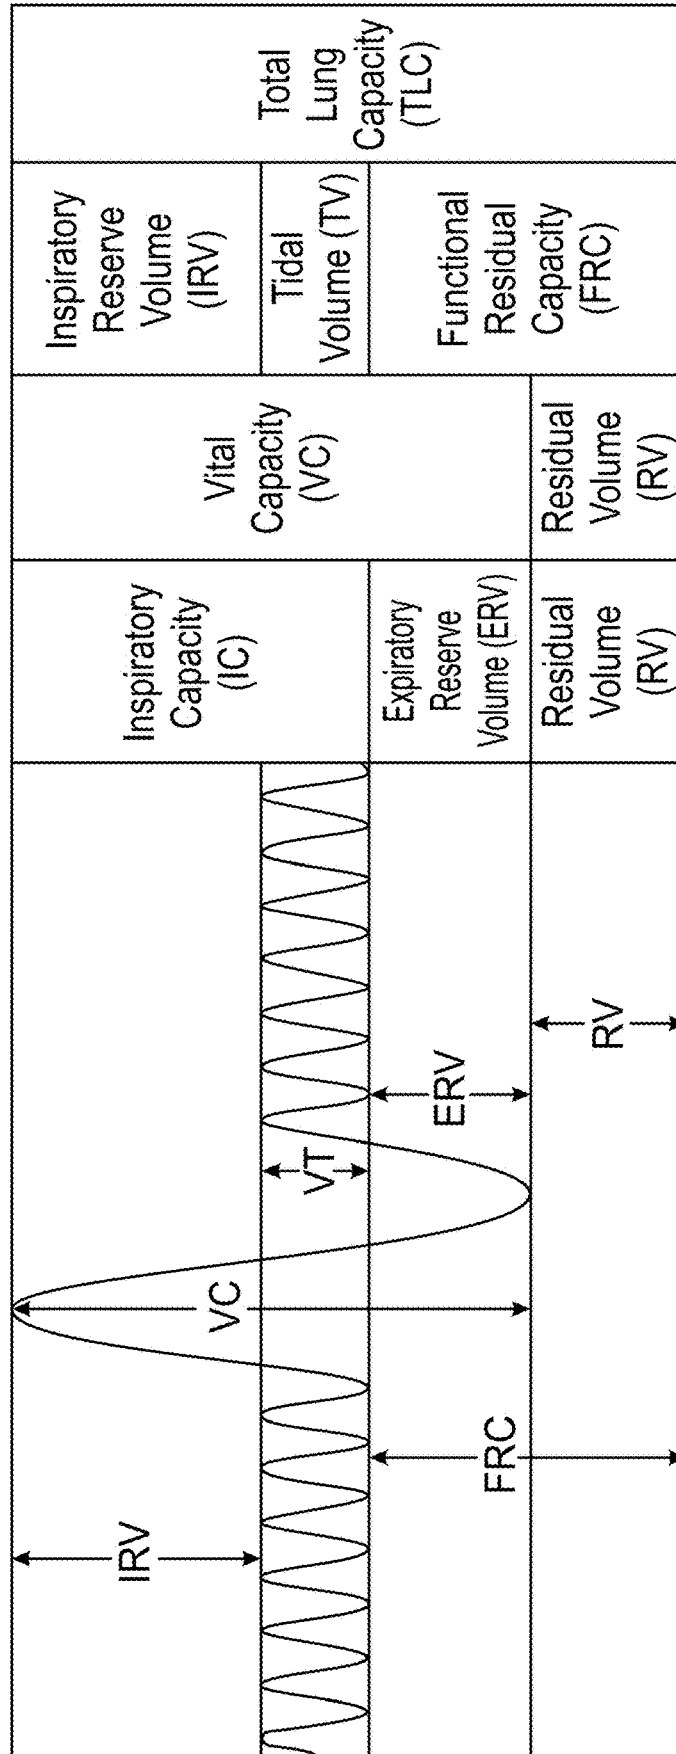 IRV
FRC
VC
VT
ERV
RV
Inspiratory
Capacity
(IC)
Expiratory
Reserve
Volume (ERV)
Residual
Volume
(RV)
Vital
Capacity
(VC)
Residual
Volume
(RV)
Inspiratory
Reserve
Volume
(IRV)
Tidal
Volume (TV)
Functional
Residual
Capacity
(FRC)
Total
Lung
Capacity
(TLC)